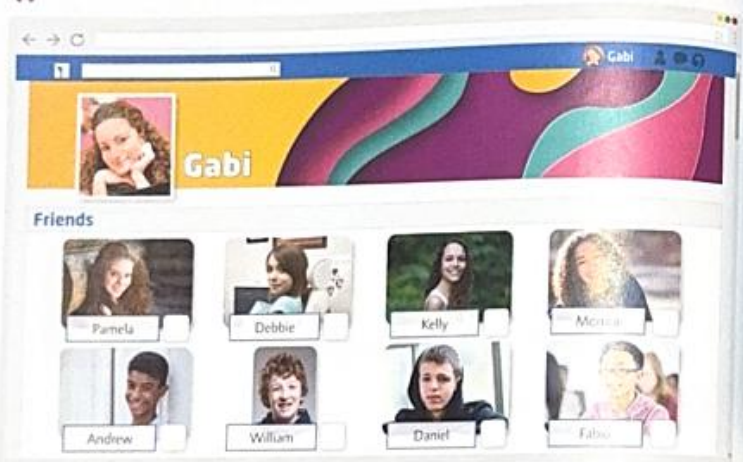 Gabi
Gabi
Friends
Pamela Debbie Kelly Monica
Andrew William Daniel Fabio